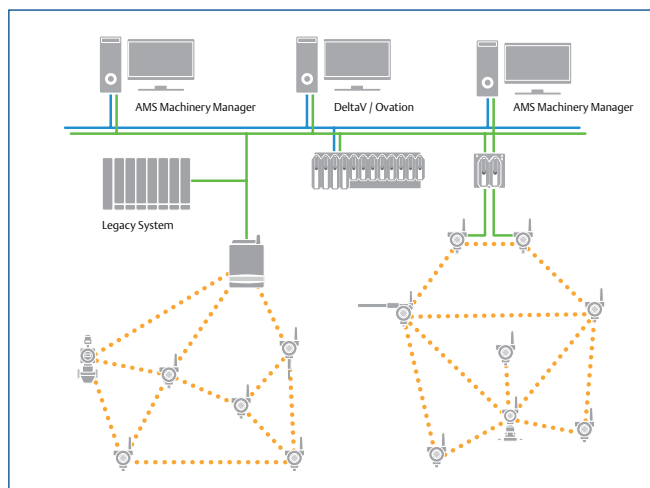 AMS Machinery Manager
DeltaV / Ovation
AMS Machinery Manager
Legacy System